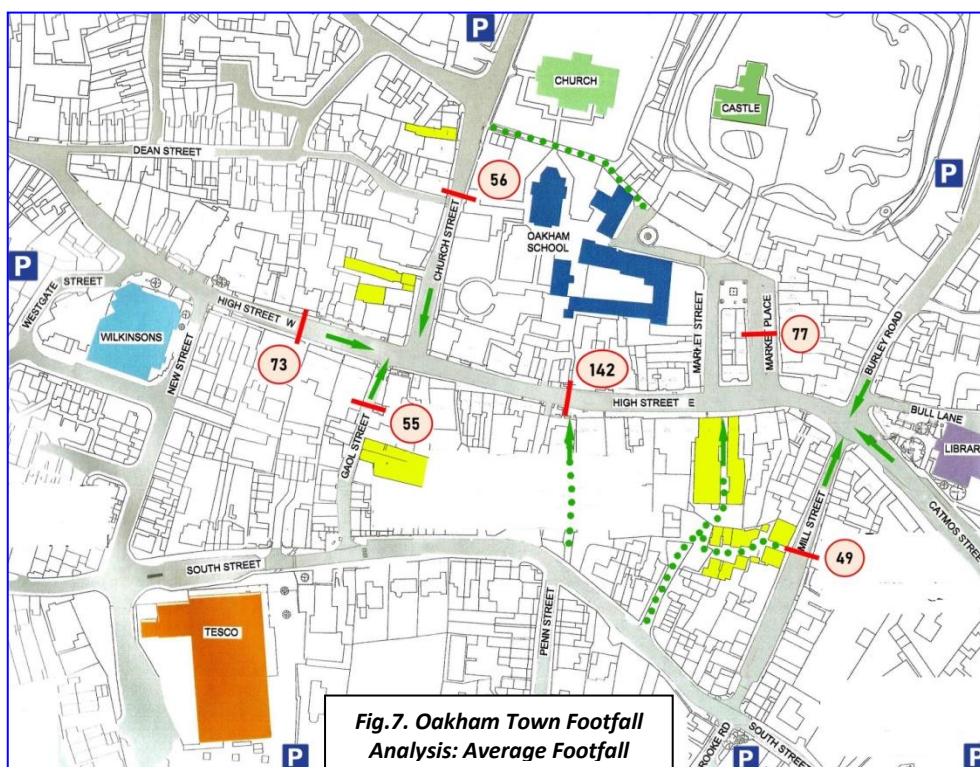 P
CHURCH
CASTLE
DEAN STREET
56
P
CHURCH STREET
OAKHAM
SCHOOL
P
WESTGATE STREET
HIGH STREET W
MARKET STREET
MARKET PLACE
77
BURLEY ROAD
WILKINSONS
NEW STREET
73
142
HIGH STREET E
BULL LANE
55
GAOL STREET
LIBRAR
CATMOS STREE
MILL STREET
49
SOUTH STREET
TESCO
PENN STREET
SOUTH STREET
BROOKE RD
P
P
P
Fig.7. Oakham Town Footfall
Analysis: Average Footfall